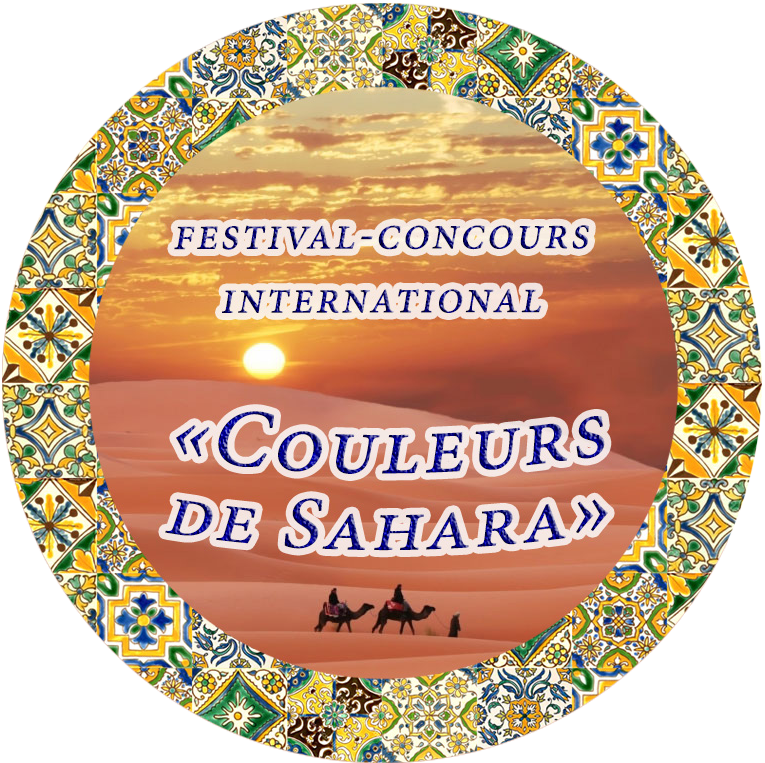 FESTIVAL-CONCOURS
INTERNATIONAL
«COULEURS
DE SAHARA»